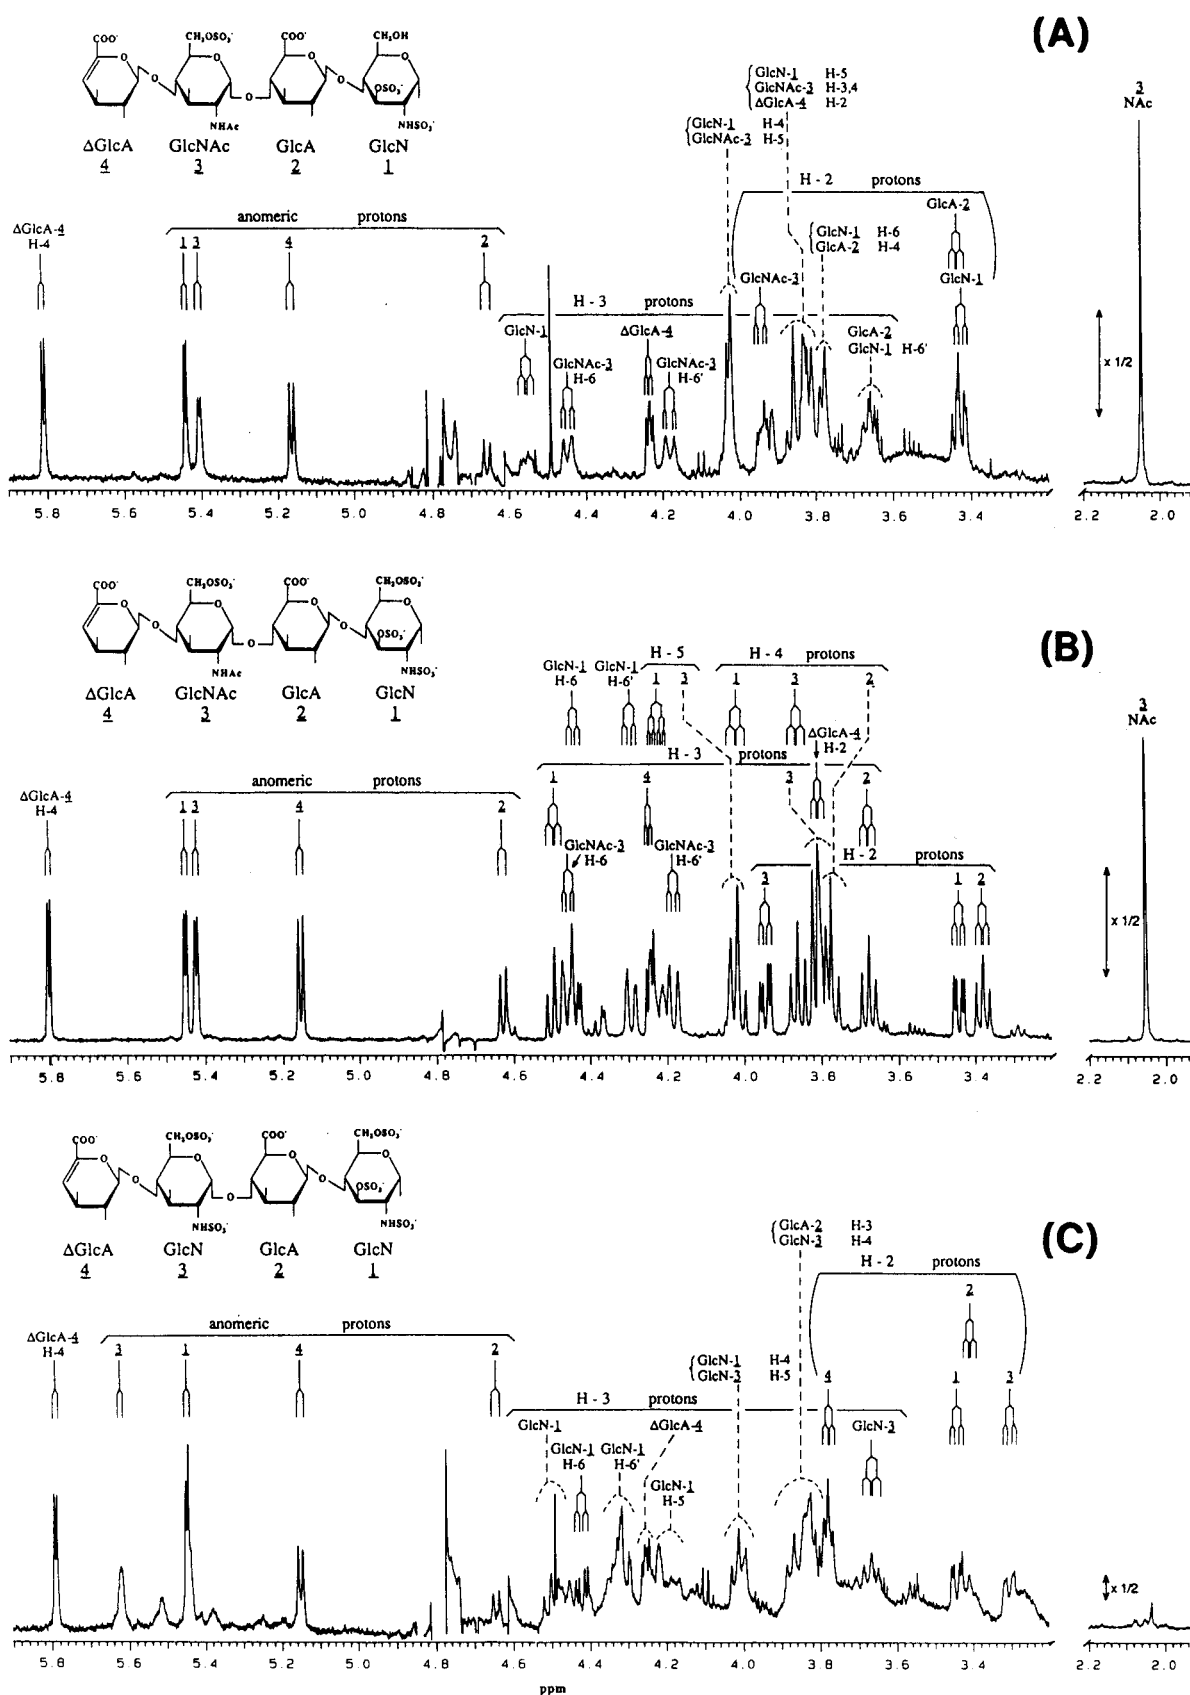 (A)
COO-
CH2OSO3-
COO-
CH2OH
OSO3-
NHAc
NHSO3-
ΔGlcA GlcNAc GlcA GlcN
4 3 2 1
GlcN-1 H-5
GlcNAc-3 H-3,4
ΔGlcA-4 H-2
GlcN-1 H-4
GlcNAc-3 H-5
3
NAc
H - 2 protons
ΔGlcA-4
H-4
anomeric protons
1 3 4 2
GlcA-2
GlcN-1 H-6
GlcA-2 H-4
GlcNAc-3
GlcN-1
H - 3 protons
GlcN-1
ΔGlcA-4
GlcA-2
GlcN-1 H-6'
GlcNAc-3
H-6
GlcNAc-3
H-6'
x 1/2
5.8 5.6 5.4 5.2 5.0 4.8 4.6 4.4 4.2 4.0 3.8 3.6 3.4 2.2 2.0
(B)
COO-
CH2OSO3-
COO-
CH2OSO3-
OSO3-
NHAc
NHSO3-
ΔGlcA GlcNAc GlcA GlcN
4 3 2 1
H - 5
H - 4 protons
GlcN-1
H-6
GlcN-1
H-6'
1 3
1 3 2
3
NAc
ΔGlcA-4
H-2
H - 3 protons
ΔGlcA-4
H-4
anomeric protons
1 3 4 2
1 4 3 2
GlcNAc-3
H-6
GlcNAc-3
H-6'
H - 2 protons
3 1 2
x 1/2
5.8 5.6 5.4 5.2 5.0 4.8 4.6 4.4 4.2 4.0 3.8 3.6 3.4 2.2 2.0
(C)
COO-
CH2OSO3-
COO-
CH2OSO3-
OSO3-
NHSO3-
NHSO3-
ΔGlcA GlcN GlcA GlcN
4 3 2 1
GlcA-2 H-3
GlcN-3 H-4
H - 2 protons
2
ΔGlcA-4
H-4
anomeric protons
3 1 4 2
GlcN-1 H-4
GlcN-3 H-5
4 1 3
H - 3 protons
GlcN-1
ΔGlcA-4
GlcN-3
GlcN-1
H-6
GlcN-1
H-6'
GlcN-1
H-5
x 1/2
5.8 5.6 5.4 5.2 5.0 4.8 4.6 4.4 4.2 4.0 3.8 3.6 3.4 2.2 2.0
ppm